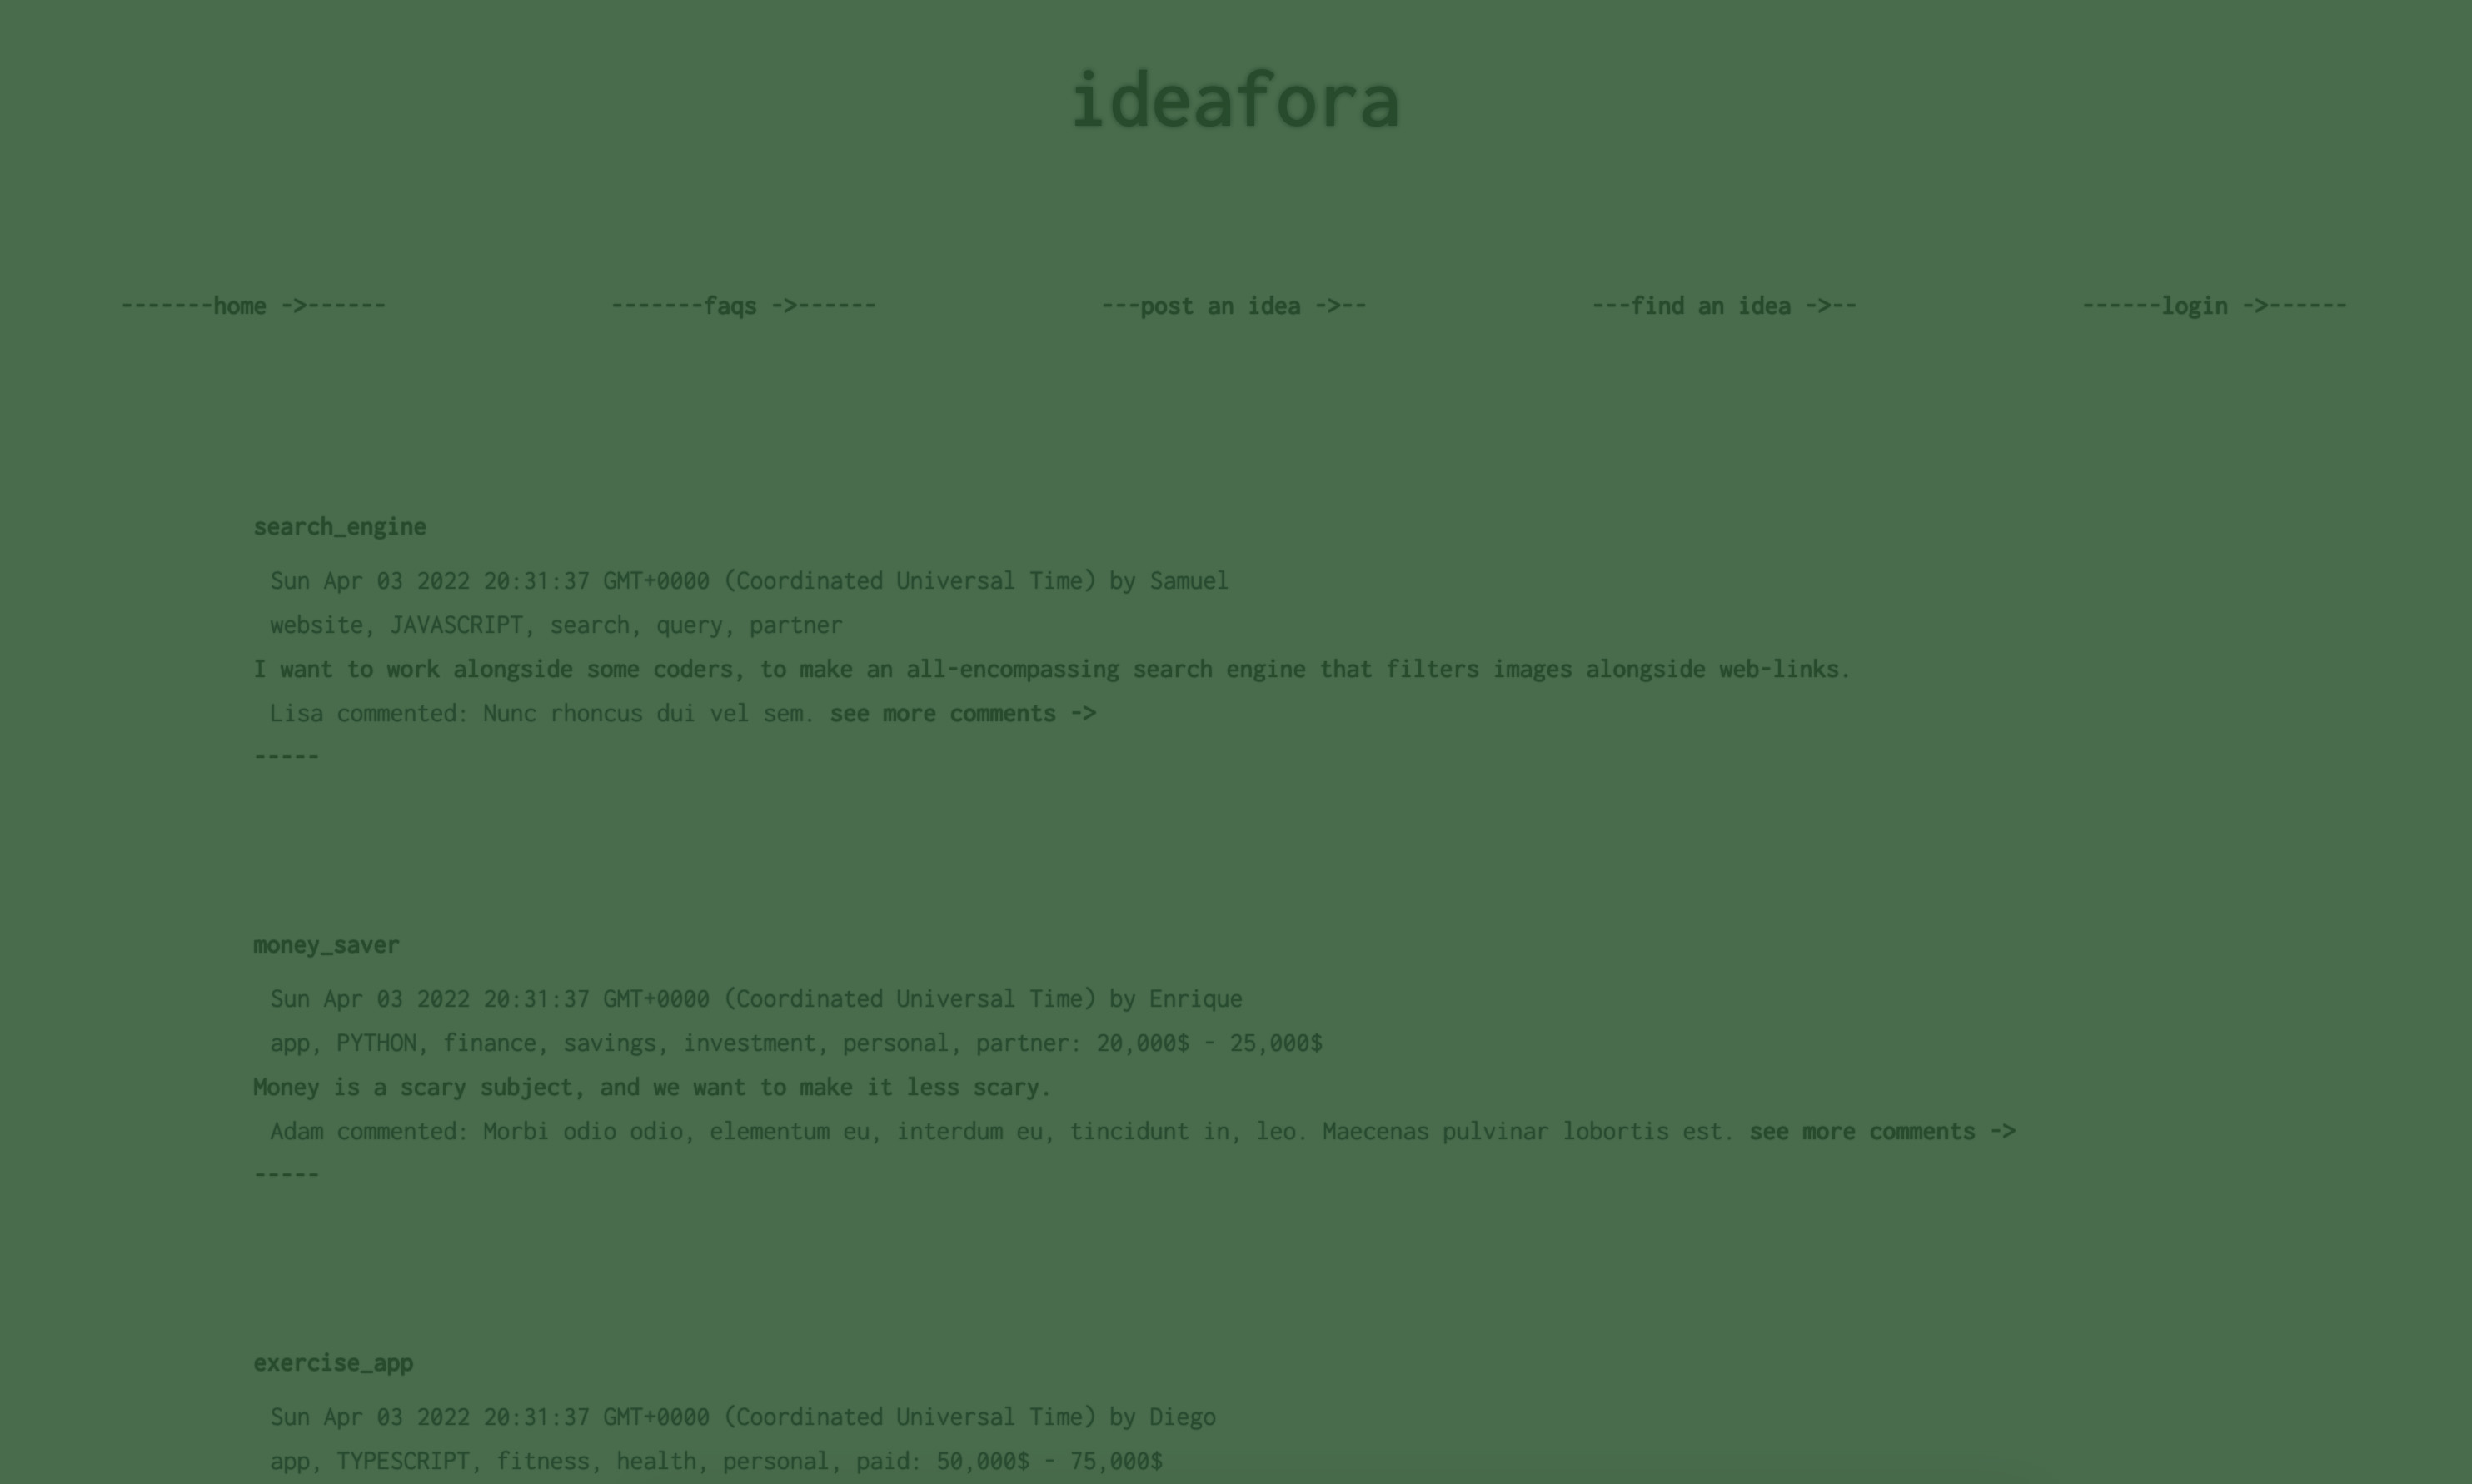 ideafora
-------home ->------ -------faqs ->------ ---post an idea ->-- ---find an idea ->-- ------login ->------
search_engine
Sun Apr 03 2022 20:31:37 GMT+0000 (Coordinated Universal Time) by Samuel
website, JAVASCRIPT, search, query, partner
I want to work alongside some coders, to make an all-encompassing search engine that filters images alongside web-links.
Lisa commented: Nunc rhoncus dui vel sem. see more comments ->
-----
money_saver
Sun Apr 03 2022 20:31:37 GMT+0000 (Coordinated Universal Time) by Enrique
app, PYTHON, finance, savings, investment, personal, partner: 20,000$ - 25,000$
Money is a scary subject, and we want to make it less scary.
Adam commented: Morbi odio odio, elementum eu, interdum eu, tincidunt in, leo. Maecenas pulvinar lobortis est. see more comments ->
-----
exercise_app
Sun Apr 03 2022 20:31:37 GMT+0000 (Coordinated Universal Time) by Diego
app, TYPESCRIPT, fitness, health, personal, paid: 50,000$ - 75,000$